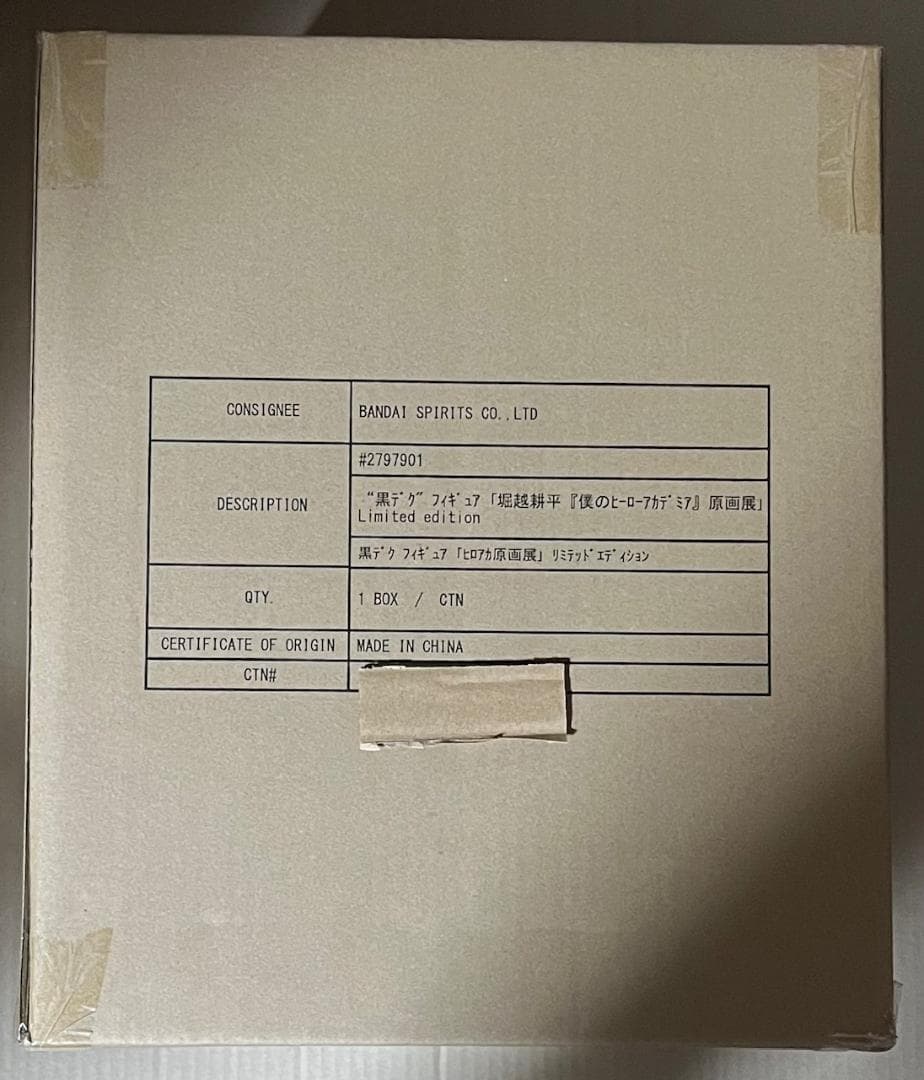 CONSIGNEE BANDAI SPIRITS CO.,LTD
#2797901
DESCRIPTION “黒ﾃﾞｸ” ﾌｨｷﾞｭｱ「堀越耕平『僕のﾋｰﾛｰｱｶﾃﾞﾐｱ』原画展」
Limited edition
黒ﾃﾞｸ ﾌｨｷﾞｭｱ「ﾋﾛｱｶ原画展」ﾘﾐﾃｯﾄﾞｴﾃﾞｨｼｮﾝ
QTY. 1 BOX / CTN
CERTIFICATE OF ORIGIN MADE IN CHINA
CTN#